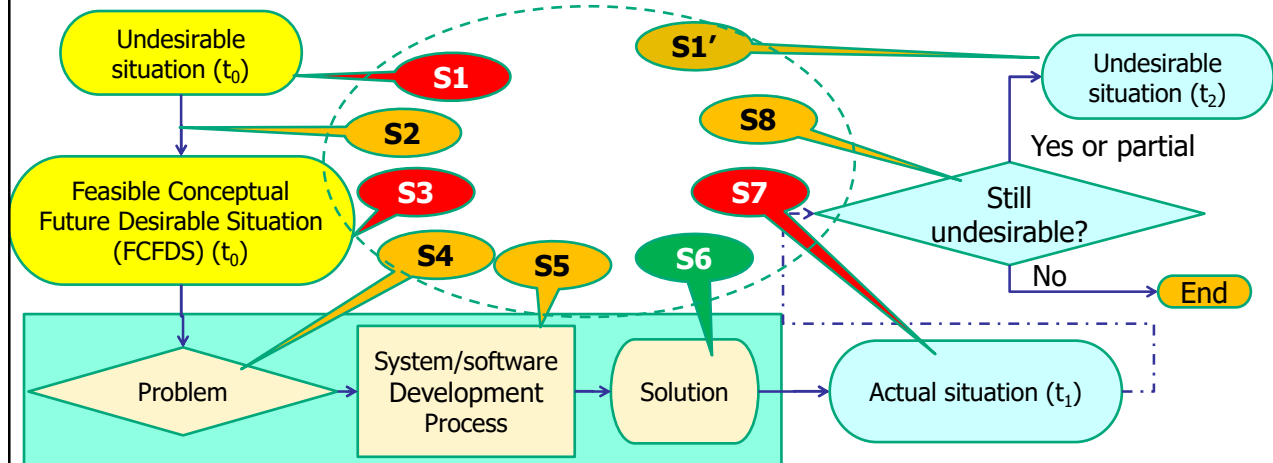 Undesirable
situation (t₀)
S1
S2
Feasible Conceptual
Future Desirable Situation
(FCFDS) (t₀)
S3
S4
S5
S6
S7
S8
S1’
Undesirable
situation (t₂)
Yes or partial
Still
undesirable?
No
End
Problem
System/software
Development
Process
Solution
Actual situation (t₁)